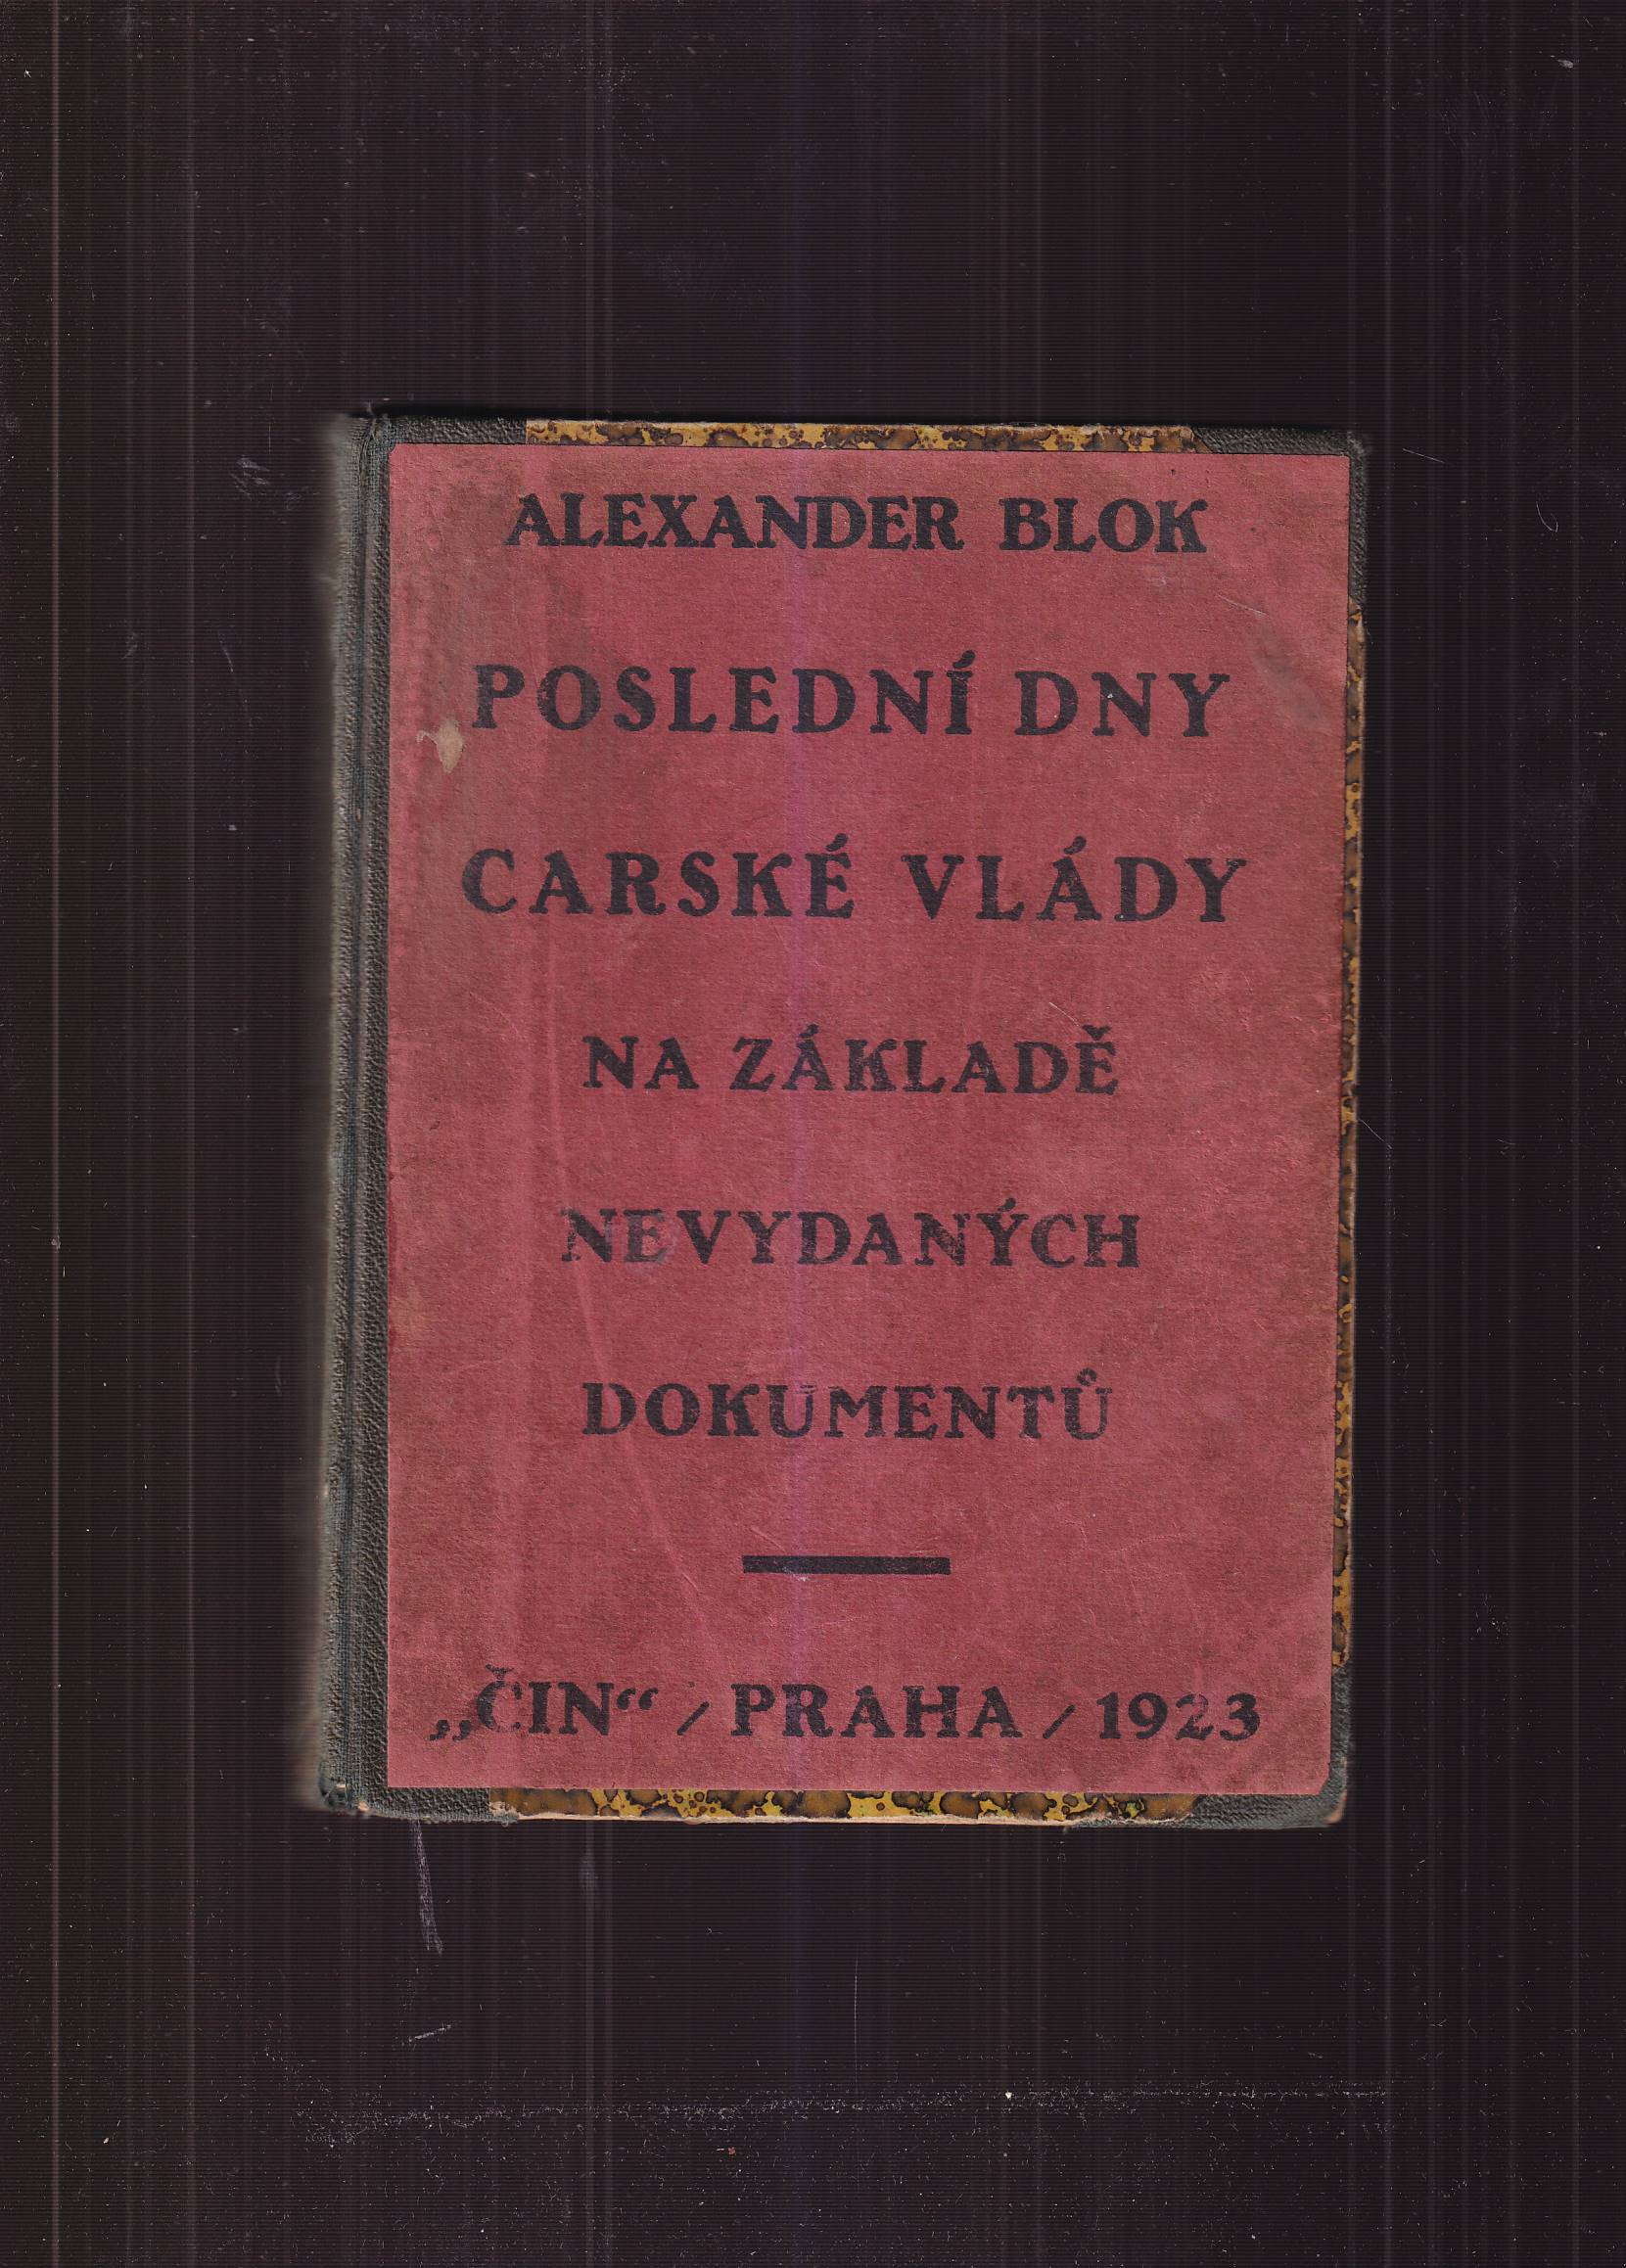 ALEXANDER BLOK
POSLEDNÍ DNY
CARSKÉ VLÁDY
NA ZÁKLADĚ
NEVYDANÝCH
DOKUMENTŮ
„ČIN“ / PRAHA / 1923